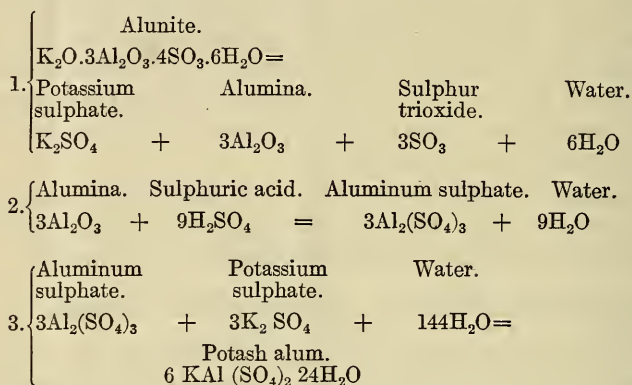 Alunite.
K₂O.3Al₂O₃.4SO₃.6H₂O=
1. Potassium sulphate. Alumina. Sulphur trioxide. Water.
K₂SO₄ + 3Al₂O₃ + 3SO₃ + 6H₂O
2. Alumina. Sulphuric acid. Aluminum sulphate. Water.
3Al₂O₃ + 9H₂SO₄ = 3Al₂(SO₄)₃ + 9H₂O
Aluminum sulphate. Potassium sulphate. Water.
3. 3Al₂(SO₄)₃ + 3K₂ SO₄ + 144H₂O=
Potash alum.
6 KAl (SO₄)₂ 24H₂O